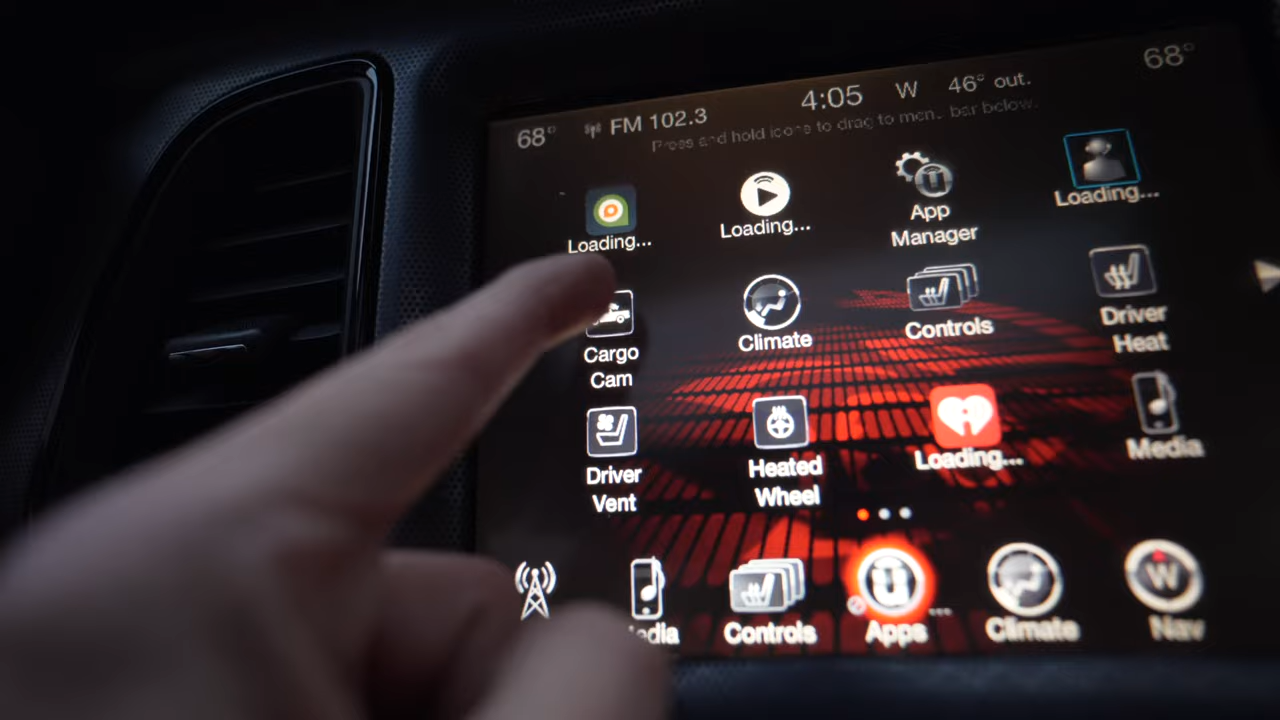 68° FM 102.3 4:05 W 46° out. 68°
Press and hold icons to drag to menu bar below.
Loading... Loading... App Manager Loading...
Cargo Cam Climate Controls Driver Heat
Driver Vent Heated Wheel Loading... Media
dia Controls Apps Climate Nav
W